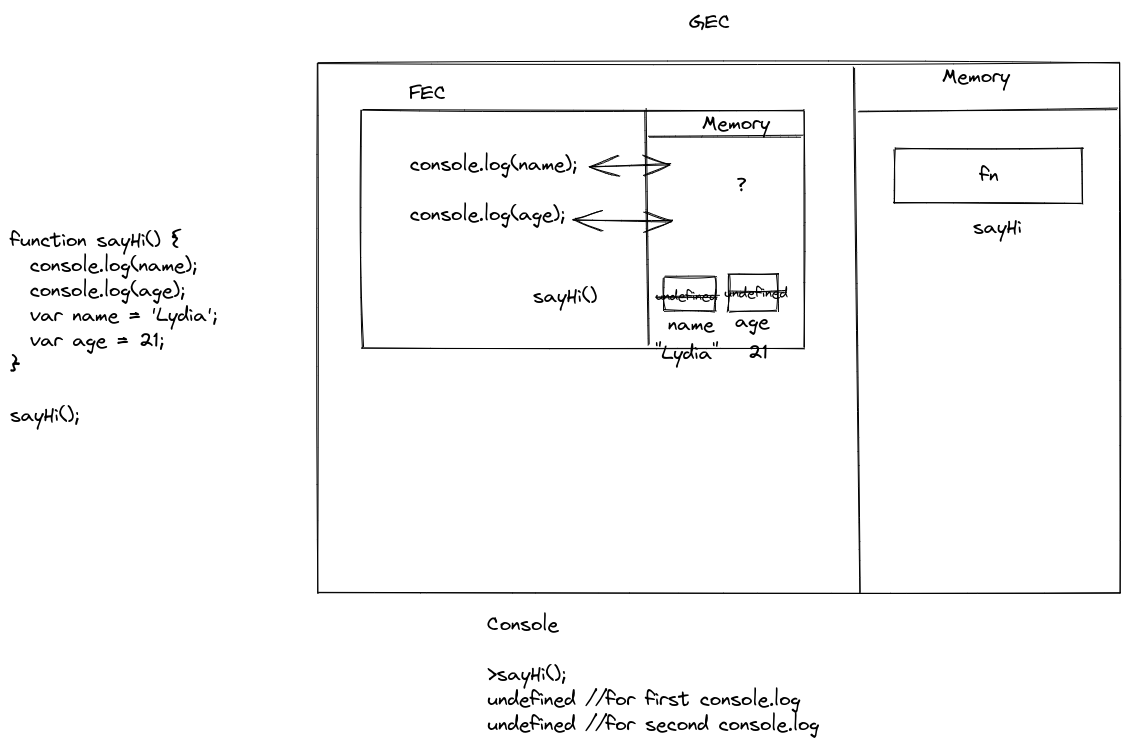 GEC
Memory
FEC
Memory
console.log(name);
?
fn
console.log(age);
sayHi
function sayHi() {
console.log(name);
console.log(age);
var name = 'Lydia';
var age = 21;
}
sayHi();
sayHi()
undefined undefined
name age
"Lydia" 21
Console
>sayHi();
undefined //for first console.log
undefined //for second console.log